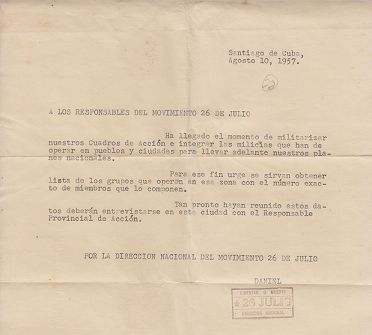 Santiago de Cuba,
Agosto 10, 1957.
A LOS RESPONSABLES DEL MOVIMIENTO 26 DE JULIO
Ha llegado el momento de militarizar
nuestros Cuadros de Acción e integrar las milicias que han de
operar en pueblos y ciudades para llevar adelante nuestros pla-
nes nacionales.
Para ese fin urge se sirvan obtener
lista de los grupos que operan en esa zona con el número exac-
to de miembros que lo componen.
Tan pronto hayan reunido estos da-
tos deberán entrevistarse en esta ciudad con el Responsable
Provincial de Acción.
POR LA DIRECCION NACIONAL DEL MOVIMIENTO 26 DE JULIO
DANIEL
LIBERTAD O MUERTE
26 JULIO
DIRECCION NACIONAL